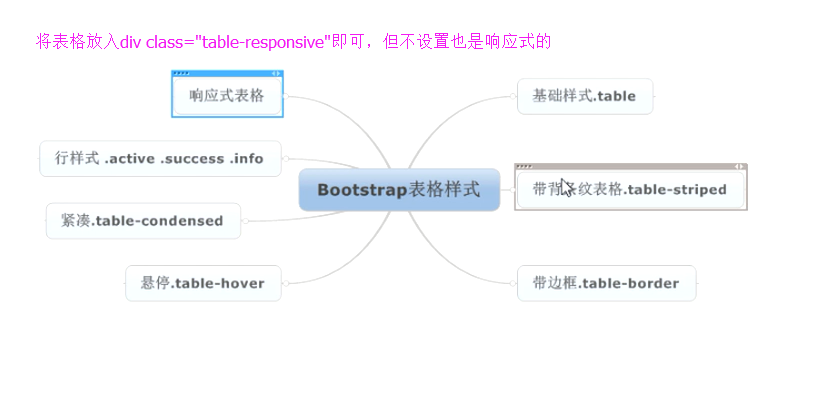 将表格放入div class="table-responsive"即可，但不设置也是响应式的
响应式表格
基础样式.table
行样式 .active .success .info
Bootstrap表格样式
带背条纹表格.table-striped
紧凑.table-condensed
悬停.table-hover
带边框.table-border